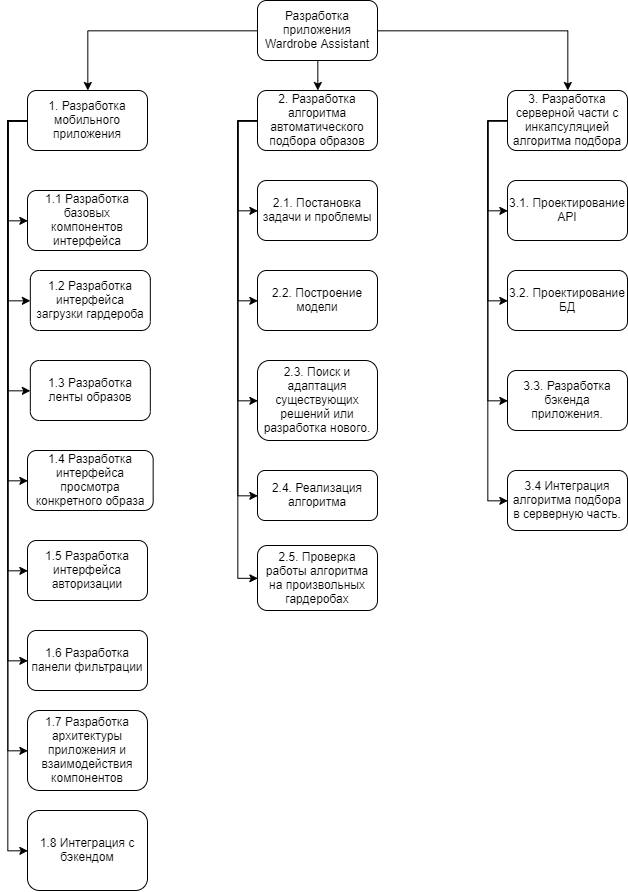 Разработка
приложения
Wardrobe Assistant
1. Разработка
мобильного
приложения
1.1 Разработка
базовых
компонентов
интерфейса
1.2 Разработка
интерфейса
загрузки гардероба
1.3 Разработка
ленты образов
1.4 Разработка
интерфейса
просмотра
конкретного образа
1.5 Разработка
интерфейса
авторизации
1.6 Разработка
панели фильтрации
1.7 Разработка
архитектуры
приложения и
взаимодействия
компонентов
1.8 Интеграция с
бэкендом
2. Разработка
алгоритма
автоматического
подбора образов
2.1. Постановка
задачи и проблемы
2.2. Построение
модели
2.3. Поиск и
адаптация
существующих
решений или
разработка нового.
2.4. Реализация
алгоритма
2.5. Проверка
работы алгоритма
на произвольных
гардеробах
3. Разработка
серверной части с
инкапсуляцией
алгоритма подбора
3.1. Проектирование
API
3.2. Проектирование
БД
3.3. Разработка
бэкенда
приложения.
3.4 Интеграция
алгоритма подбора
в серверную часть.